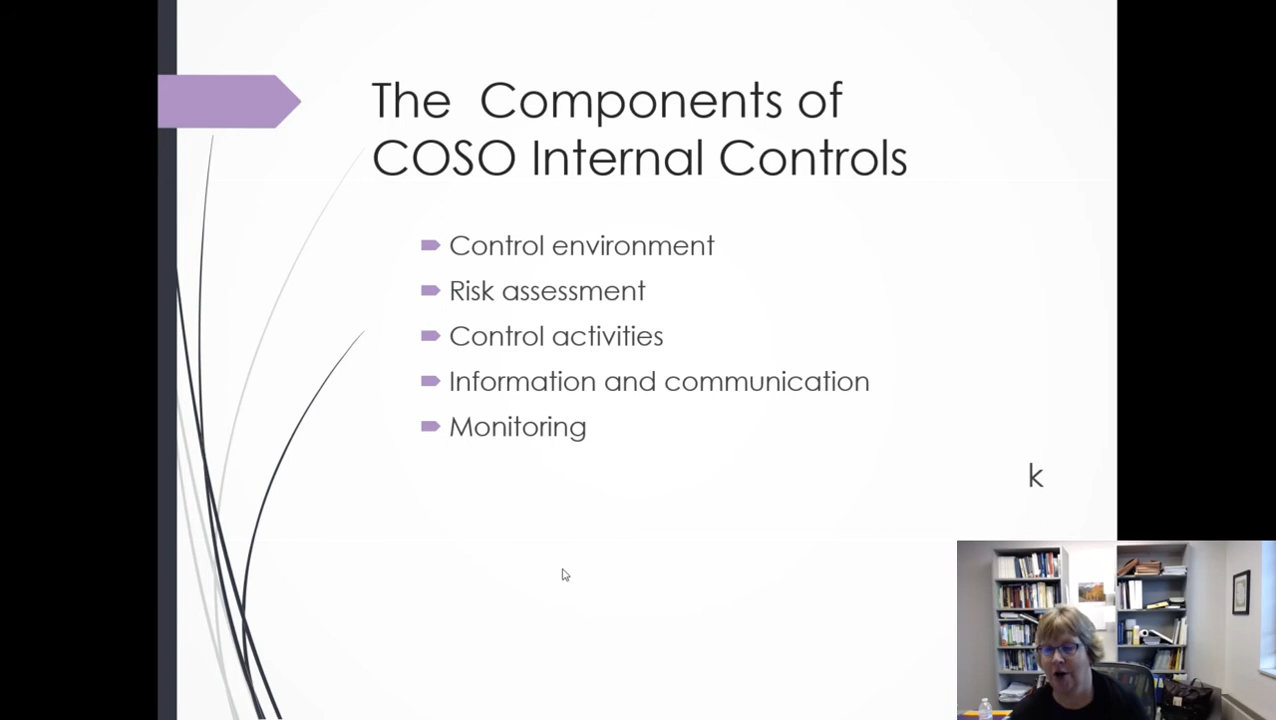 The  Components of
COSO Internal Controls
Control environment
Risk assessment
Control activities
Information and communication
Monitoring
k